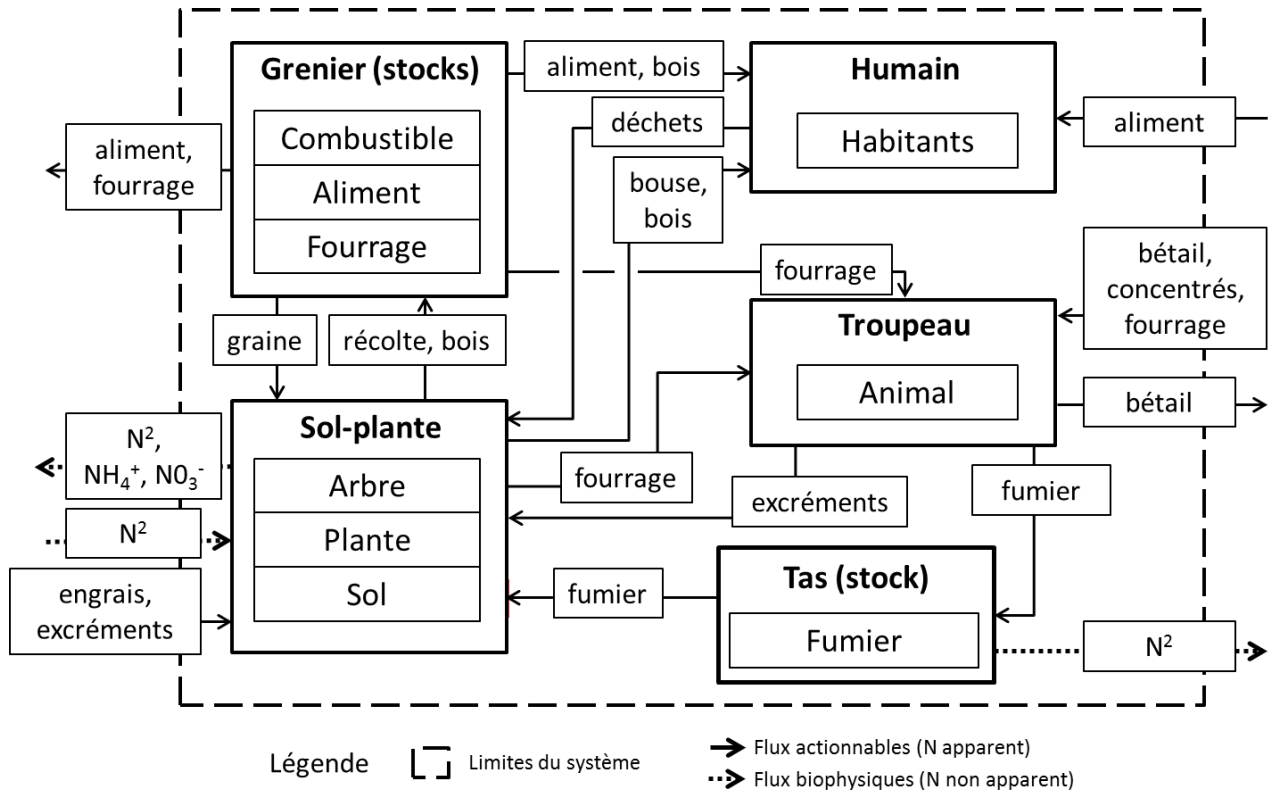 Grenier (stocks)
Combustible
Aliment
Fourrage
aliment, bois
Humain
Habitants
déchets
aliment
aliment,
fourrage
bouse,
bois
fourrage
bétail,
concentrés,
fourrage
graine
récolte, bois
Troupeau
Animal
bétail
Sol-plante
Arbre
Plante
Sol
N²,
NH₄⁺, N0₃⁻
N²
engrais,
excréments
fourrage
excréments
fumier
fumier
Tas (stock)
Fumier
N²
Légende
Limites du système
Flux actionnables (N apparent)
Flux biophysiques (N non apparent)